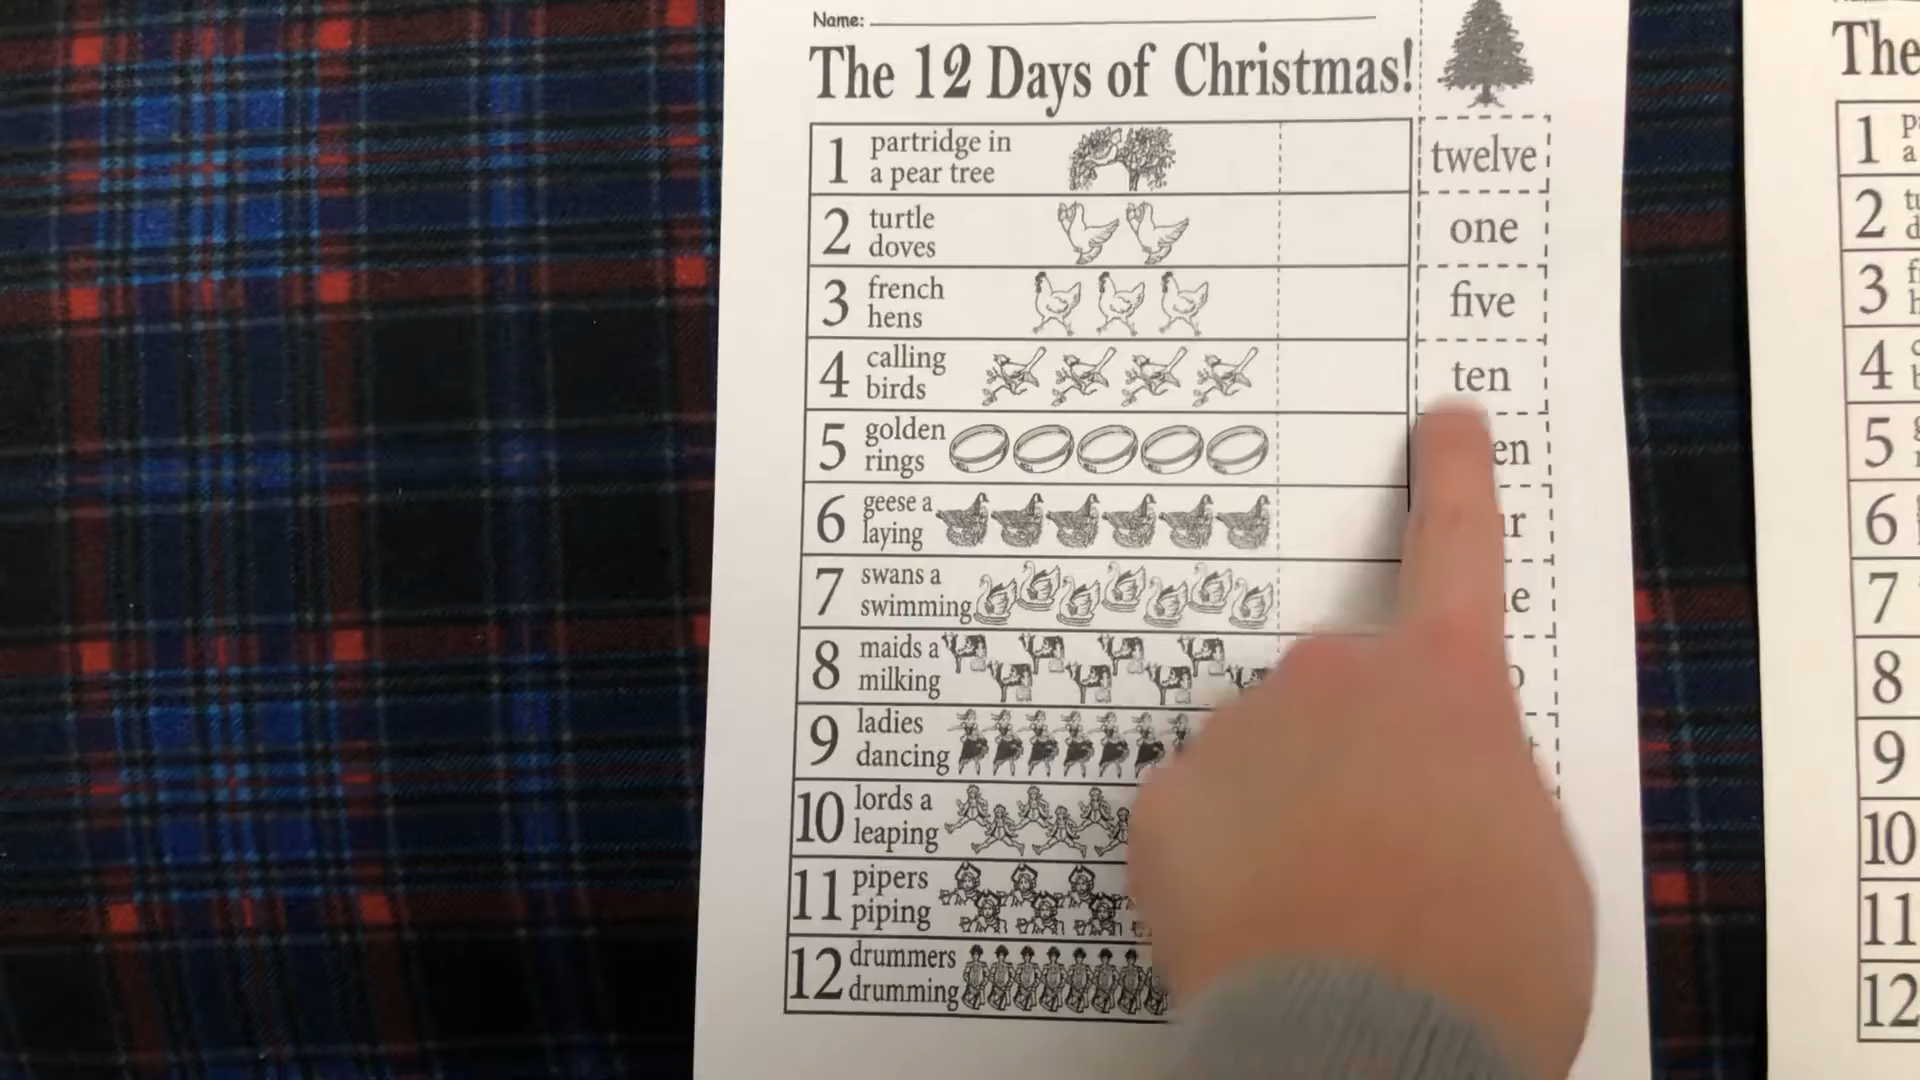 Name:
The 12 Days of Christmas!
1 partridge in
a pear tree
2 turtle
doves
3 french
hens
4 calling
birds
5 golden
rings
6 geese a
laying
7 swans a
swimming
8 maids a
milking
9 ladies
dancing
10 lords a
leaping
11 pipers
piping
12 drummers
drumming
twelve
one
five
ten
The
1
2
3
4
5
6
7
8
9
10
11
12